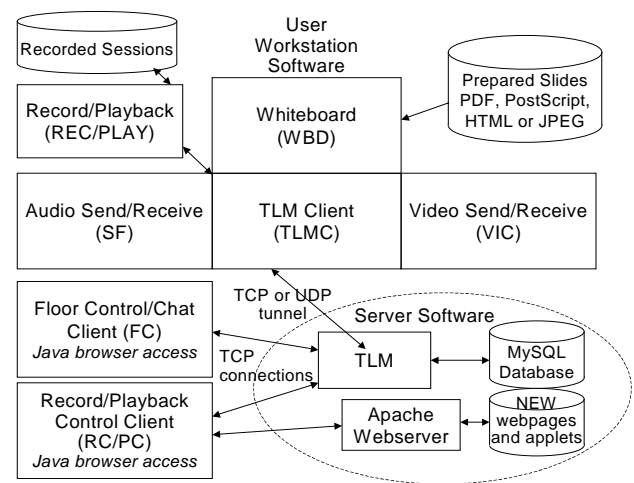 User
Workstation
Software
Recorded Sessions
Record/Playback
(REC/PLAY)
Whiteboard
(WBD)
Prepared Slides
PDF, PostScript,
HTML or JPEG
Audio Send/Receive
(SF)
TLM Client
(TLMC)
Video Send/Receive
(VIC)
TCP or UDP
tunnel
Floor Control/Chat
Client (FC)
Java browser access
Server Software
TCP
connections
TLM
MySQL
Database
Record/Playback
Control Client
(RC/PC)
Java browser access
Apache
Webserver
NEW
webpages
and applets